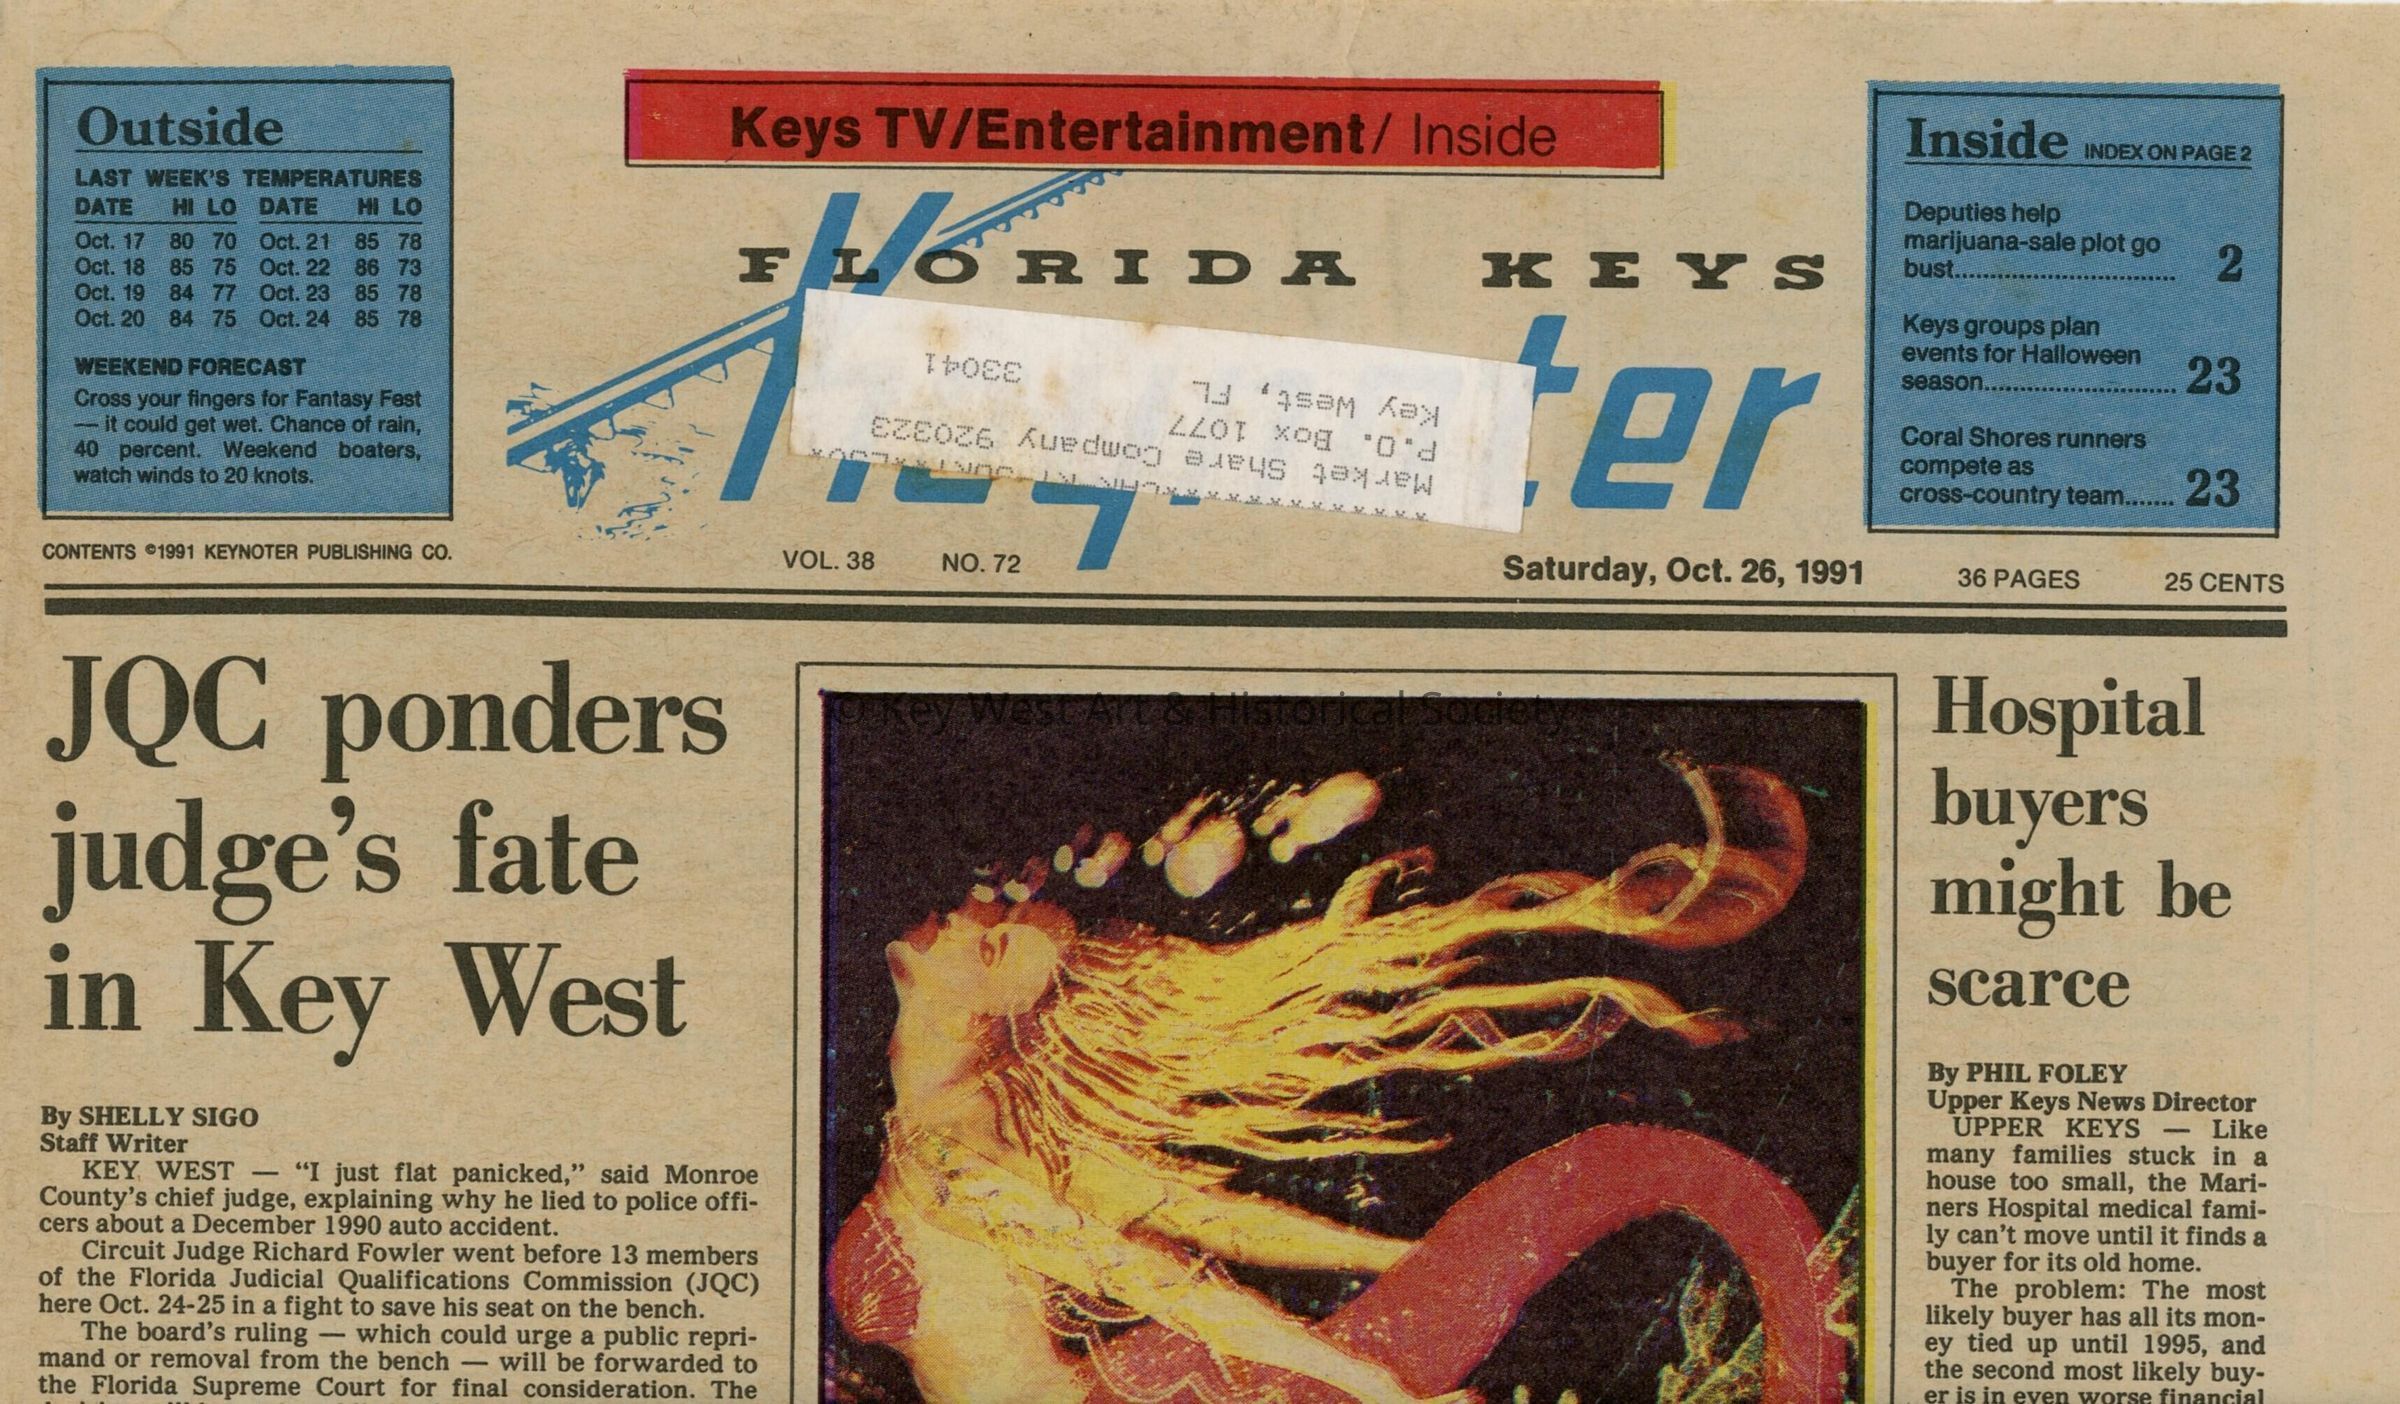 Outside
LAST WEEK'S TEMPERATURES
DATE HI LO DATE HI LO
Oct. 17 80 70 Oct. 21 85 78
Oct. 18 85 75 Oct. 22 86 73
Oct. 19 84 77 Oct. 23 85 78
Oct. 20 84 75 Oct. 24 85 78
WEEKEND FORECAST
Cross your fingers for Fantasy Fest
— it could get wet. Chance of rain,
40 percent. Weekend boaters,
watch winds to 20 knots.
CONTENTS ©1991 KEYNOTER PUBLISHING CO.
Keys TV/Entertainment/ Inside
FLORIDA KEYS
ter
Market Share Company 920323
P.O. Box 1077
Key West, FL
33041
VOL. 38 NO. 72
Saturday, Oct. 26, 1991
36 PAGES
25 CENTS
Inside INDEX ON PAGE 2
Deputies help
marijuana-sale plot go
bust............................... 2
Keys groups plan
events for Halloween
season........................... 23
Coral Shores runners
compete as
cross-country team....... 23
JQC ponders
judge's fate
in Key West
By SHELLY SIGO
Staff Writer
KEY WEST — “I just flat panicked,” said Monroe
County's chief judge, explaining why he lied to police offi-
cers about a December 1990 auto accident.
Circuit Judge Richard Fowler went before 13 members
of the Florida Judicial Qualifications Commission (JQC)
here Oct. 24-25 in a fight to save his seat on the bench.
The board's ruling — which could urge a public repri-
mand or removal from the bench — will be forwarded to
the Florida Supreme Court for final consideration. The
© Key West Art & Historical Society
Hospital
buyers
might be
scarce
By PHIL FOLEY
Upper Keys News Director
UPPER KEYS — Like
many families stuck in a
house too small, the Mari-
ners Hospital medical fami-
ly can't move until it finds a
buyer for its old home.
The problem: The most
likely buyer has all its mon-
ey tied up until 1995, and
the second most likely buy-
er is in even worse financial